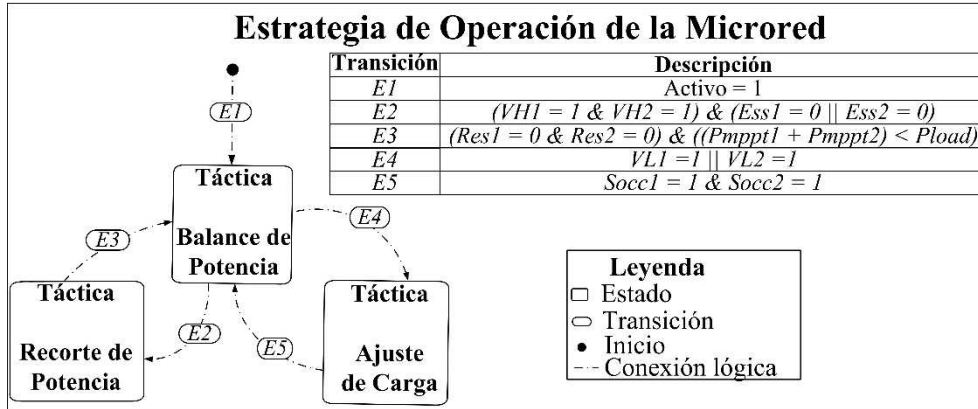 Estrategia de Operación de la Microred
Transición Descripción
E1 Activo = 1
E2 (VH1 = 1 & VH2 = 1) & (Ess1 = 0 || Ess2 = 0)
E3 (Res1 = 0 & Res2 = 0) & ((Pmppt1 + Pmppt2) < Pload)
E4 VL1 =1 || VL2 =1
E5 Socc1 = 1 & Socc2 = 1
E1
Táctica
Balance de
Potencia
E4
E3
Táctica
Recorte de
Potencia
E2
E5
Táctica
Ajuste
de Carga
Leyenda
Estado
Transición
Inicio
Conexión lógica